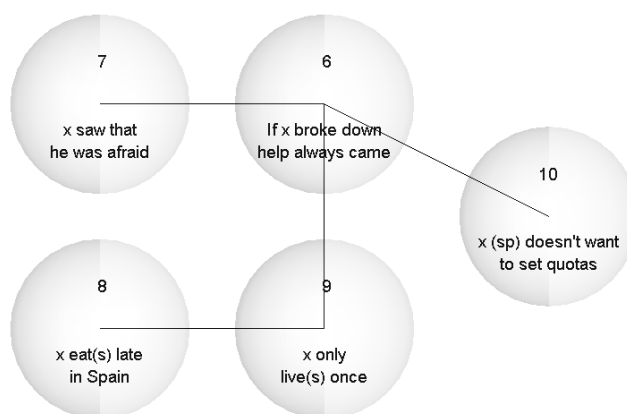 7
x saw that
he was afraid
6
If x broke down
help always came
10
x (sp) doesn't want
to set quotas
8
x eat(s) late
in Spain
9
x only
live(s) once